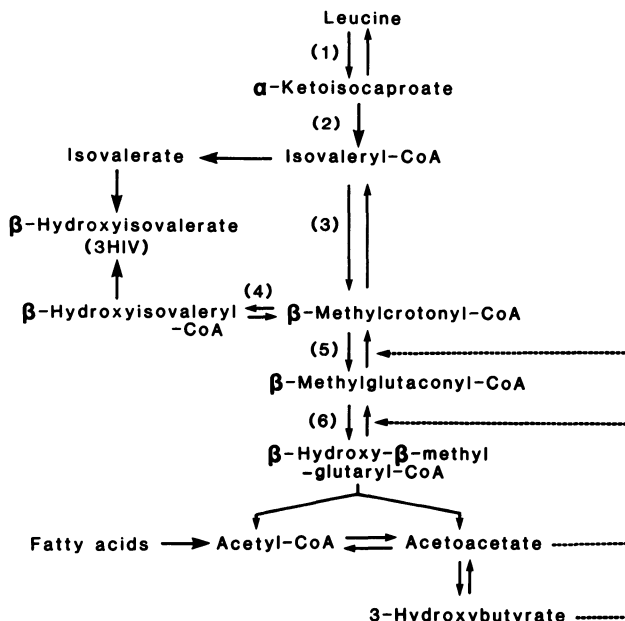 Leucine
(1)
α-Ketoisocaproate
(2)
Isovalerate
Isovaleryl-CoA
β-Hydroxyisovalerate
(3HIV)
(3)
(4)
β-Hydroxyisovaleryl
-CoA
β-Methylcrotonyl-CoA
(5)
β-Methylglutaconyl-CoA
(6)
β-Hydroxy-β-methyl
-glutaryl-CoA
Fatty acids
Acetyl-CoA
Acetoacetate
3-Hydroxybutyrate